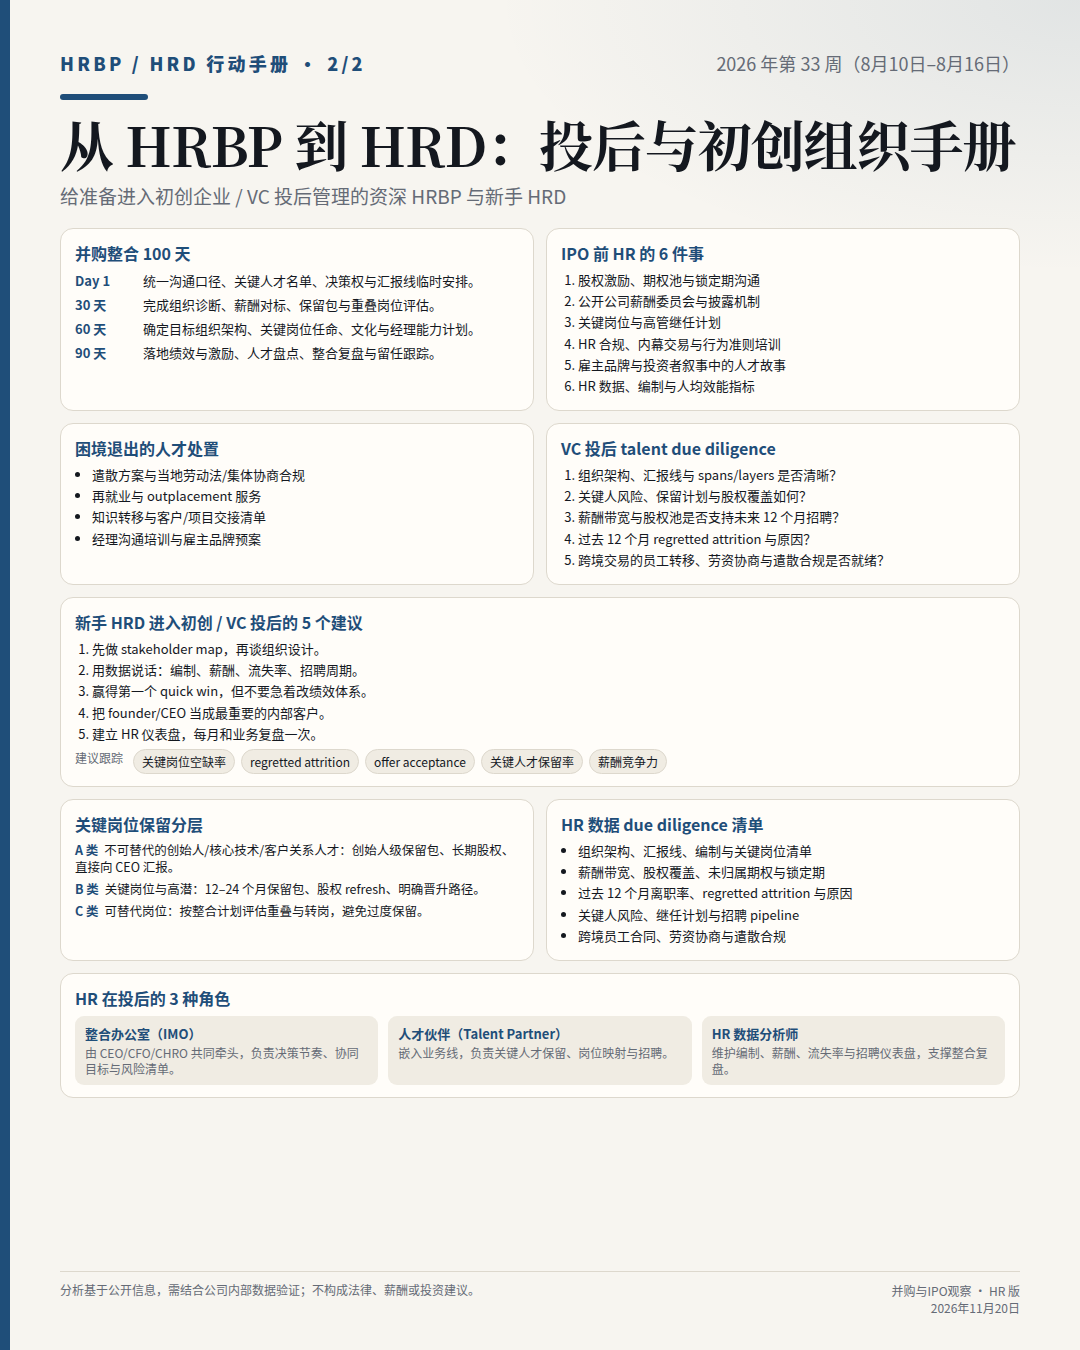 HRBP / HRD 行动手册 · 2/2
2026 年第 33 周（8月10日–8月16日）
从 HRBP 到 HRD：投后与初创组织手册
给准备进入初创企业 / VC 投后管理的资深 HRBP 与新手 HRD
并购整合 100 天
Day 1 统一沟通口径、关键人才名单、决策权与汇报线临时安排。
30 天 完成组织诊断、薪酬对标、保留包与重叠岗位评估。
60 天 确定目标组织架构、关键岗位任命、文化与经理能力计划。
90 天 落地绩效与激励、人才盘点、整合复盘与留任跟踪。
IPO 前 HR 的 6 件事
1. 股权激励、期权池与锁定期沟通
2. 公开公司薪酬委员会与披露机制
3. 关键岗位与高管继任计划
4. HR 合规、内幕交易与行为准则培训
5. 雇主品牌与投资者叙事中的人才故事
6. HR 数据、编制与人均效能指标
困境退出的人才处置
• 遣散方案与当地劳动法/集体协商合规
• 再就业与 outplacement 服务
• 知识转移与客户/项目交接清单
• 经理沟通培训与雇主品牌预案
VC 投后 talent due diligence
1. 组织架构、汇报线与 spans/layers 是否清晰？
2. 关键人风险、保留计划与股权覆盖如何？
3. 薪酬带宽与股权池是否支持未来 12 个月招聘？
4. 过去 12 个月 regretted attrition 与原因？
5. 跨境交易的员工转移、劳资协商与遣散合规是否就绪？
新手 HRD 进入初创 / VC 投后的 5 个建议
1. 先做 stakeholder map，再谈组织设计。
2. 用数据说话：编制、薪酬、流失率、招聘周期。
3. 赢得第一个 quick win，但不要急着改绩效体系。
4. 把 founder/CEO 当成最重要的内部客户。
5. 建立 HR 仪表盘，每月和业务复盘一次。
建议跟踪 关键岗位空缺率 regretted attrition offer acceptance 关键人才保留率 薪酬竞争力
关键岗位保留分层
A 类 不可替代的创始人/核心技术/客户关系人才：创始人级保留包、长期股权、
直接向 CEO 汇报。
B 类 关键岗位与高潜：12–24 个月保留包、股权 refresh、明确晋升路径。
C 类 可替代岗位：按整合计划评估重叠与转岗，避免过度保留。
HR 数据 due diligence 清单
• 组织架构、汇报线、编制与关键岗位清单
• 薪酬带宽、股权覆盖、未归属期权与锁定期
• 过去 12 个月离职率、regretted attrition 与原因
• 关键人风险、继任计划与招聘 pipeline
• 跨境员工合同、劳资协商与遣散合规
HR 在投后的 3 种角色
整合办公室（IMO）
由 CEO/CFO/CHRO 共同牵头，负责决策节奏、协同
目标与风险清单。
人才伙伴（Talent Partner）
嵌入业务线，负责关键人才保留、岗位映射与招聘。
HR 数据分析师
维护编制、薪酬、流失率与招聘仪表盘，支撑整合复
盘。
分析基于公开信息，需结合公司内部数据验证；不构成法律、薪酬或投资建议。
并购与IPO观察 · HR 版
2026年11月20日